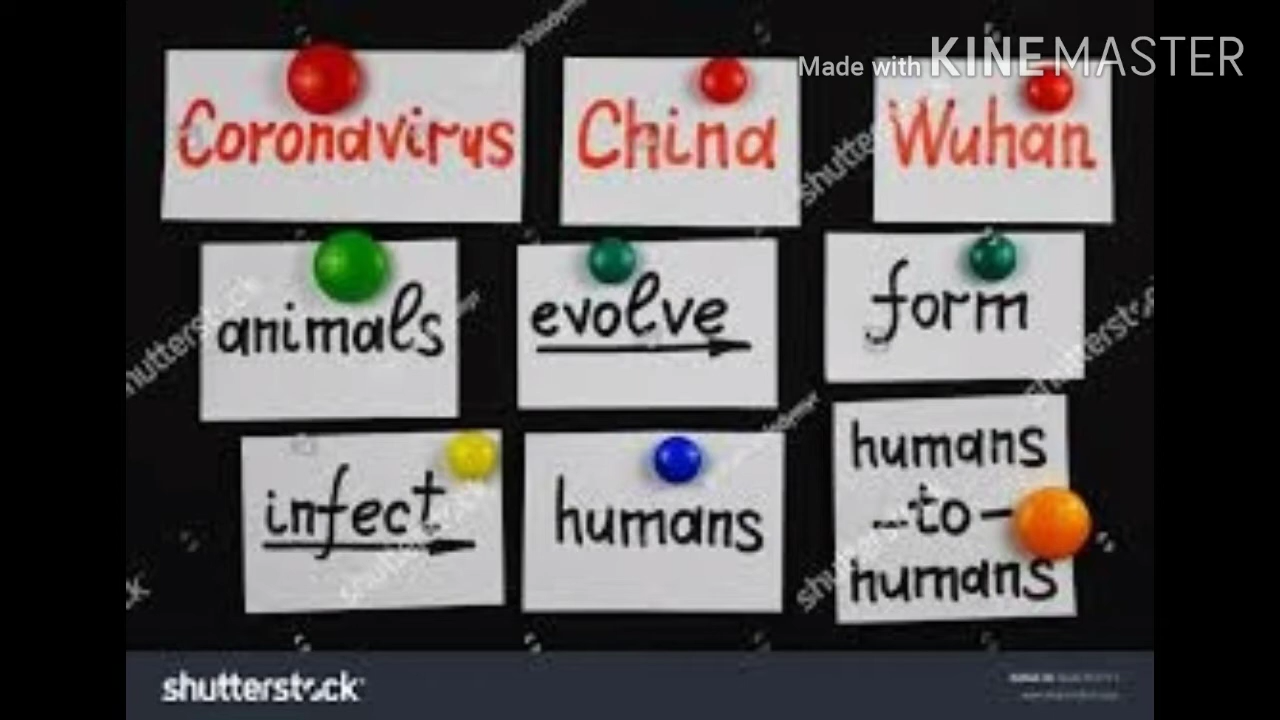 Made with KINEMASTER
Coronavirus China Wuhan
animals evolve form
infect humans humans
-to-
humans
shutterstock